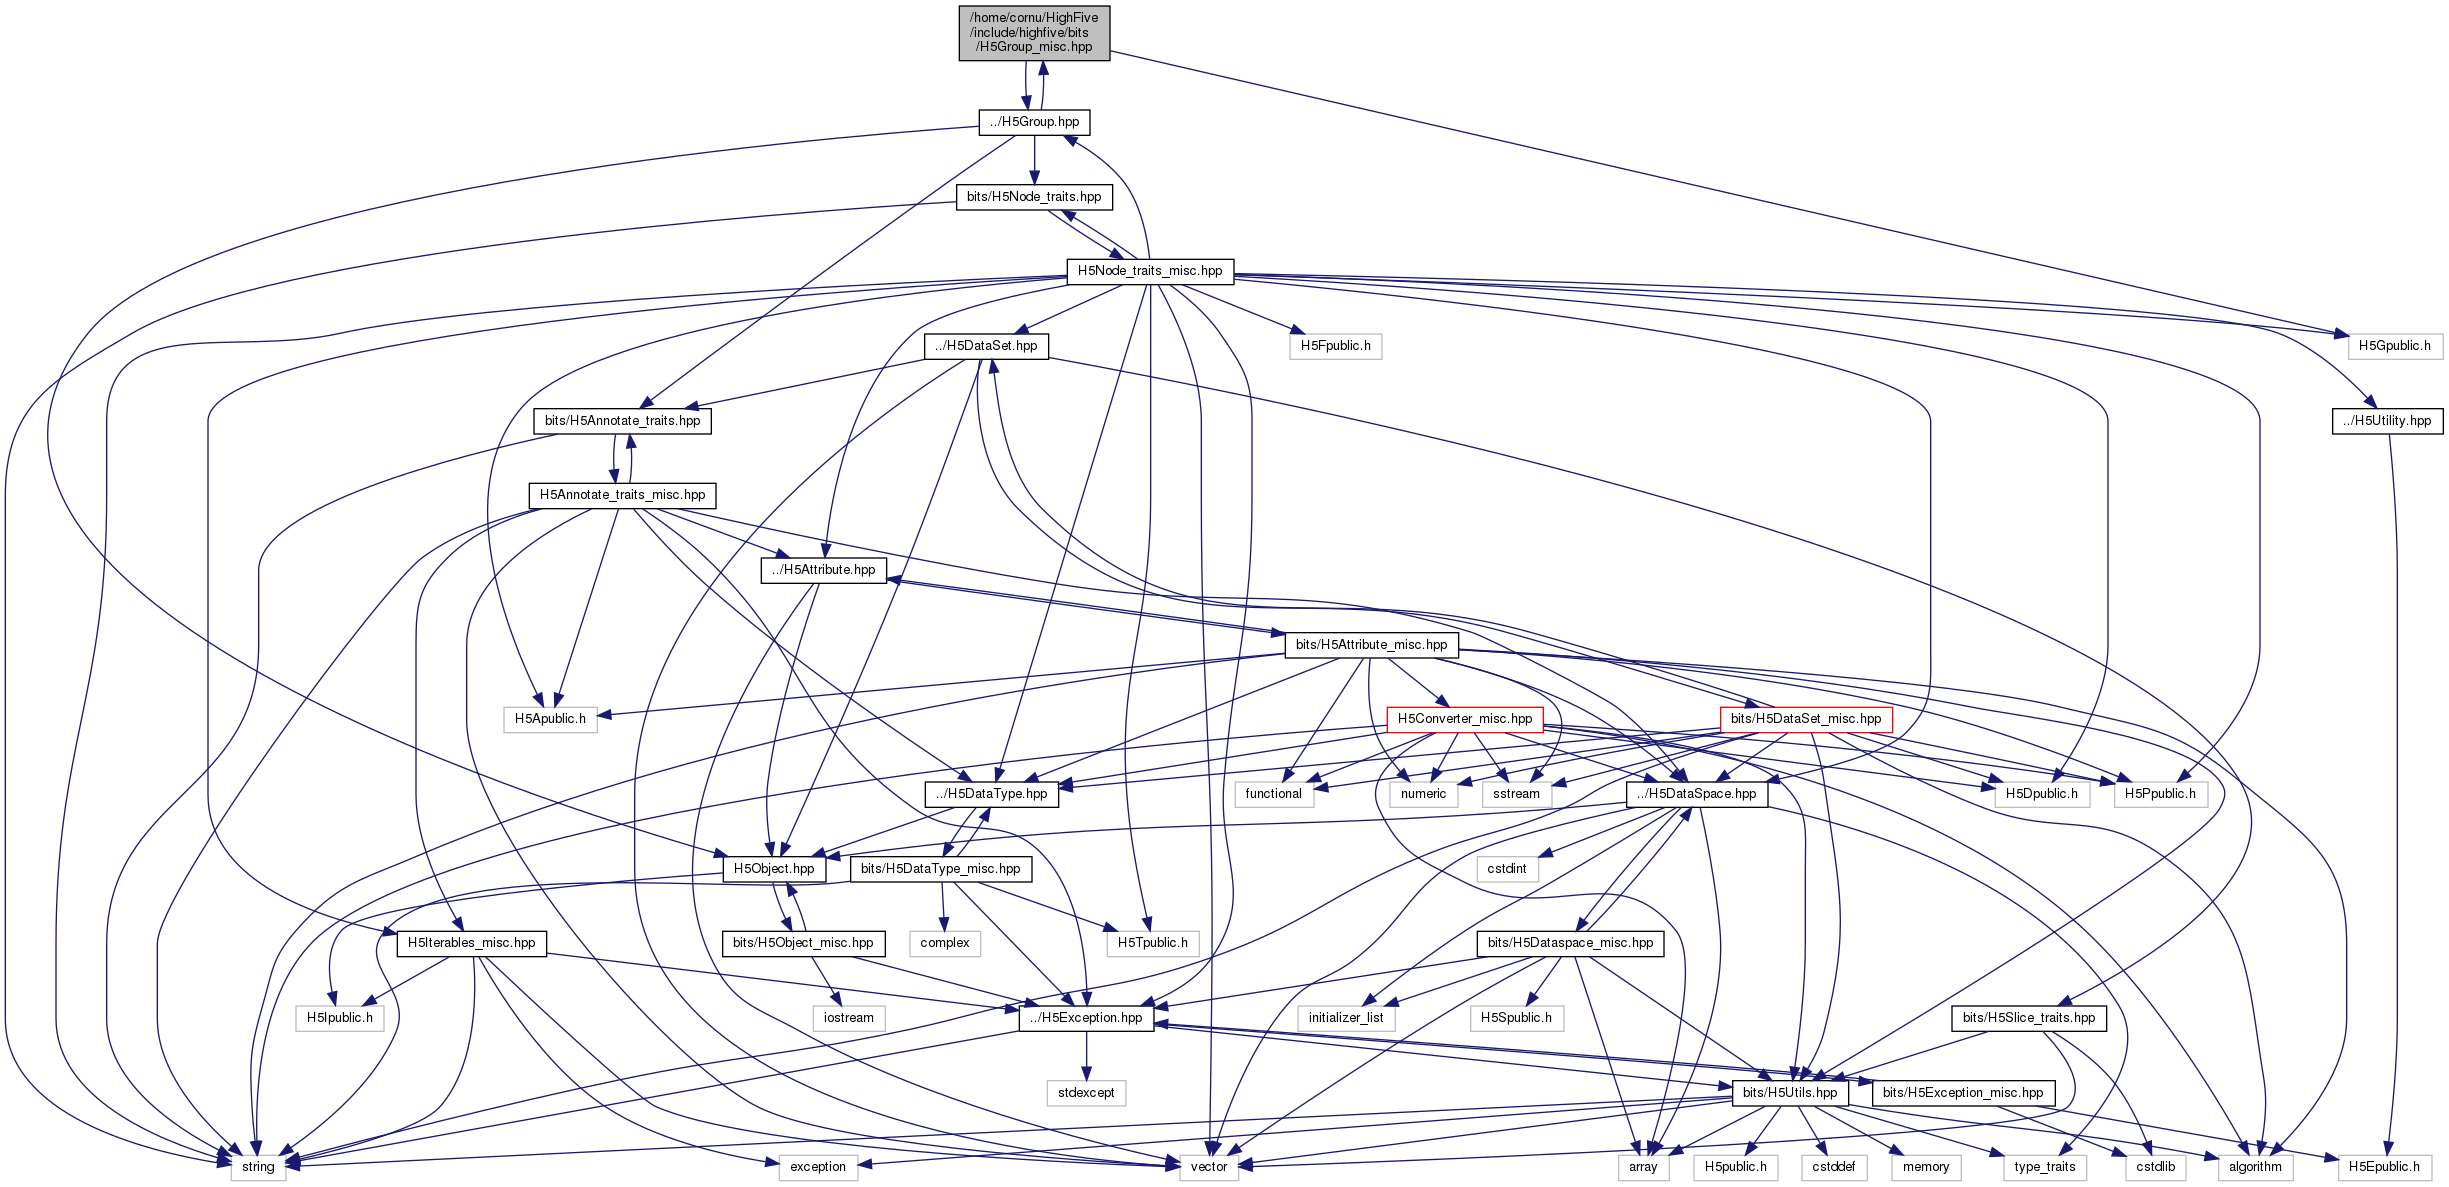 /home/cornu/HighFive
/include/highfive/bits
/H5Group_misc.hpp
../H5Group.hpp
bits/H5Node_traits.hpp
H5Node_traits_misc.hpp
../H5DataSet.hpp
H5Fpublic.h
H5Gpublic.h
bits/H5Annotate_traits.hpp
../H5Utility.hpp
H5Annotate_traits_misc.hpp
../H5Attribute.hpp
bits/H5Attribute_misc.hpp
H5Apublic.h
H5Converter_misc.hpp
bits/H5DataSet_misc.hpp
../H5DataType.hpp
functional
numeric
sstream
../H5DataSpace.hpp
H5Dpublic.h
H5Ppublic.h
H5Object.hpp
bits/H5DataType_misc.hpp
cstdint
H5Iterables_misc.hpp
bits/H5Object_misc.hpp
complex
H5Tpublic.h
bits/H5Dataspace_misc.hpp
H5Ipublic.h
iostream
../H5Exception.hpp
initializer_list
H5Spublic.h
bits/H5Slice_traits.hpp
stdexcept
bits/H5Utils.hpp
bits/H5Exception_misc.hpp
string
exception
vector
array
H5public.h
cstddef
memory
type_traits
cstdlib
algorithm
H5Epublic.h